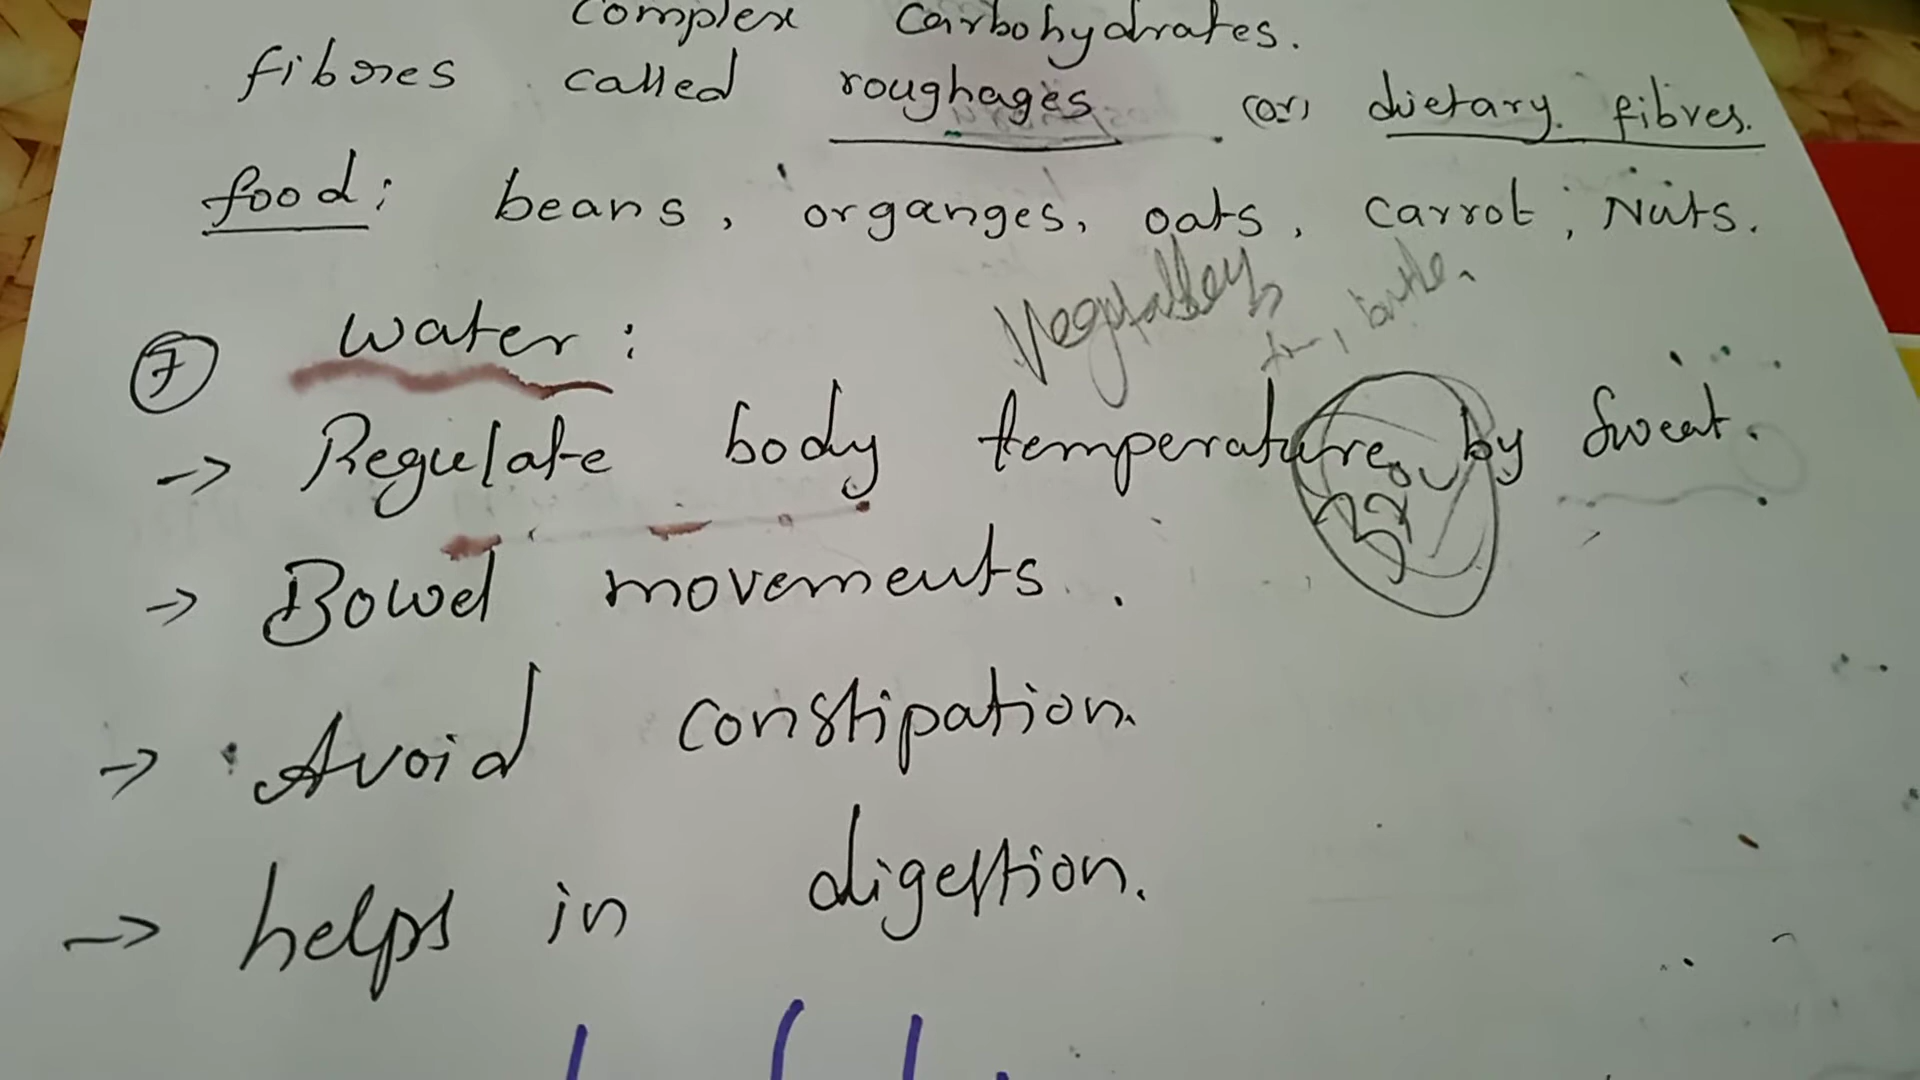 complex carbohydrates.
fibres called roughages (or) dietary fibres.
food: beans, organges, oats, carrot, Nuts.
⑦ Water:
→ Regulate body temperature by sweat.
→ Bowel movements.
→ Avoid constipation.
→ helps in digestion.